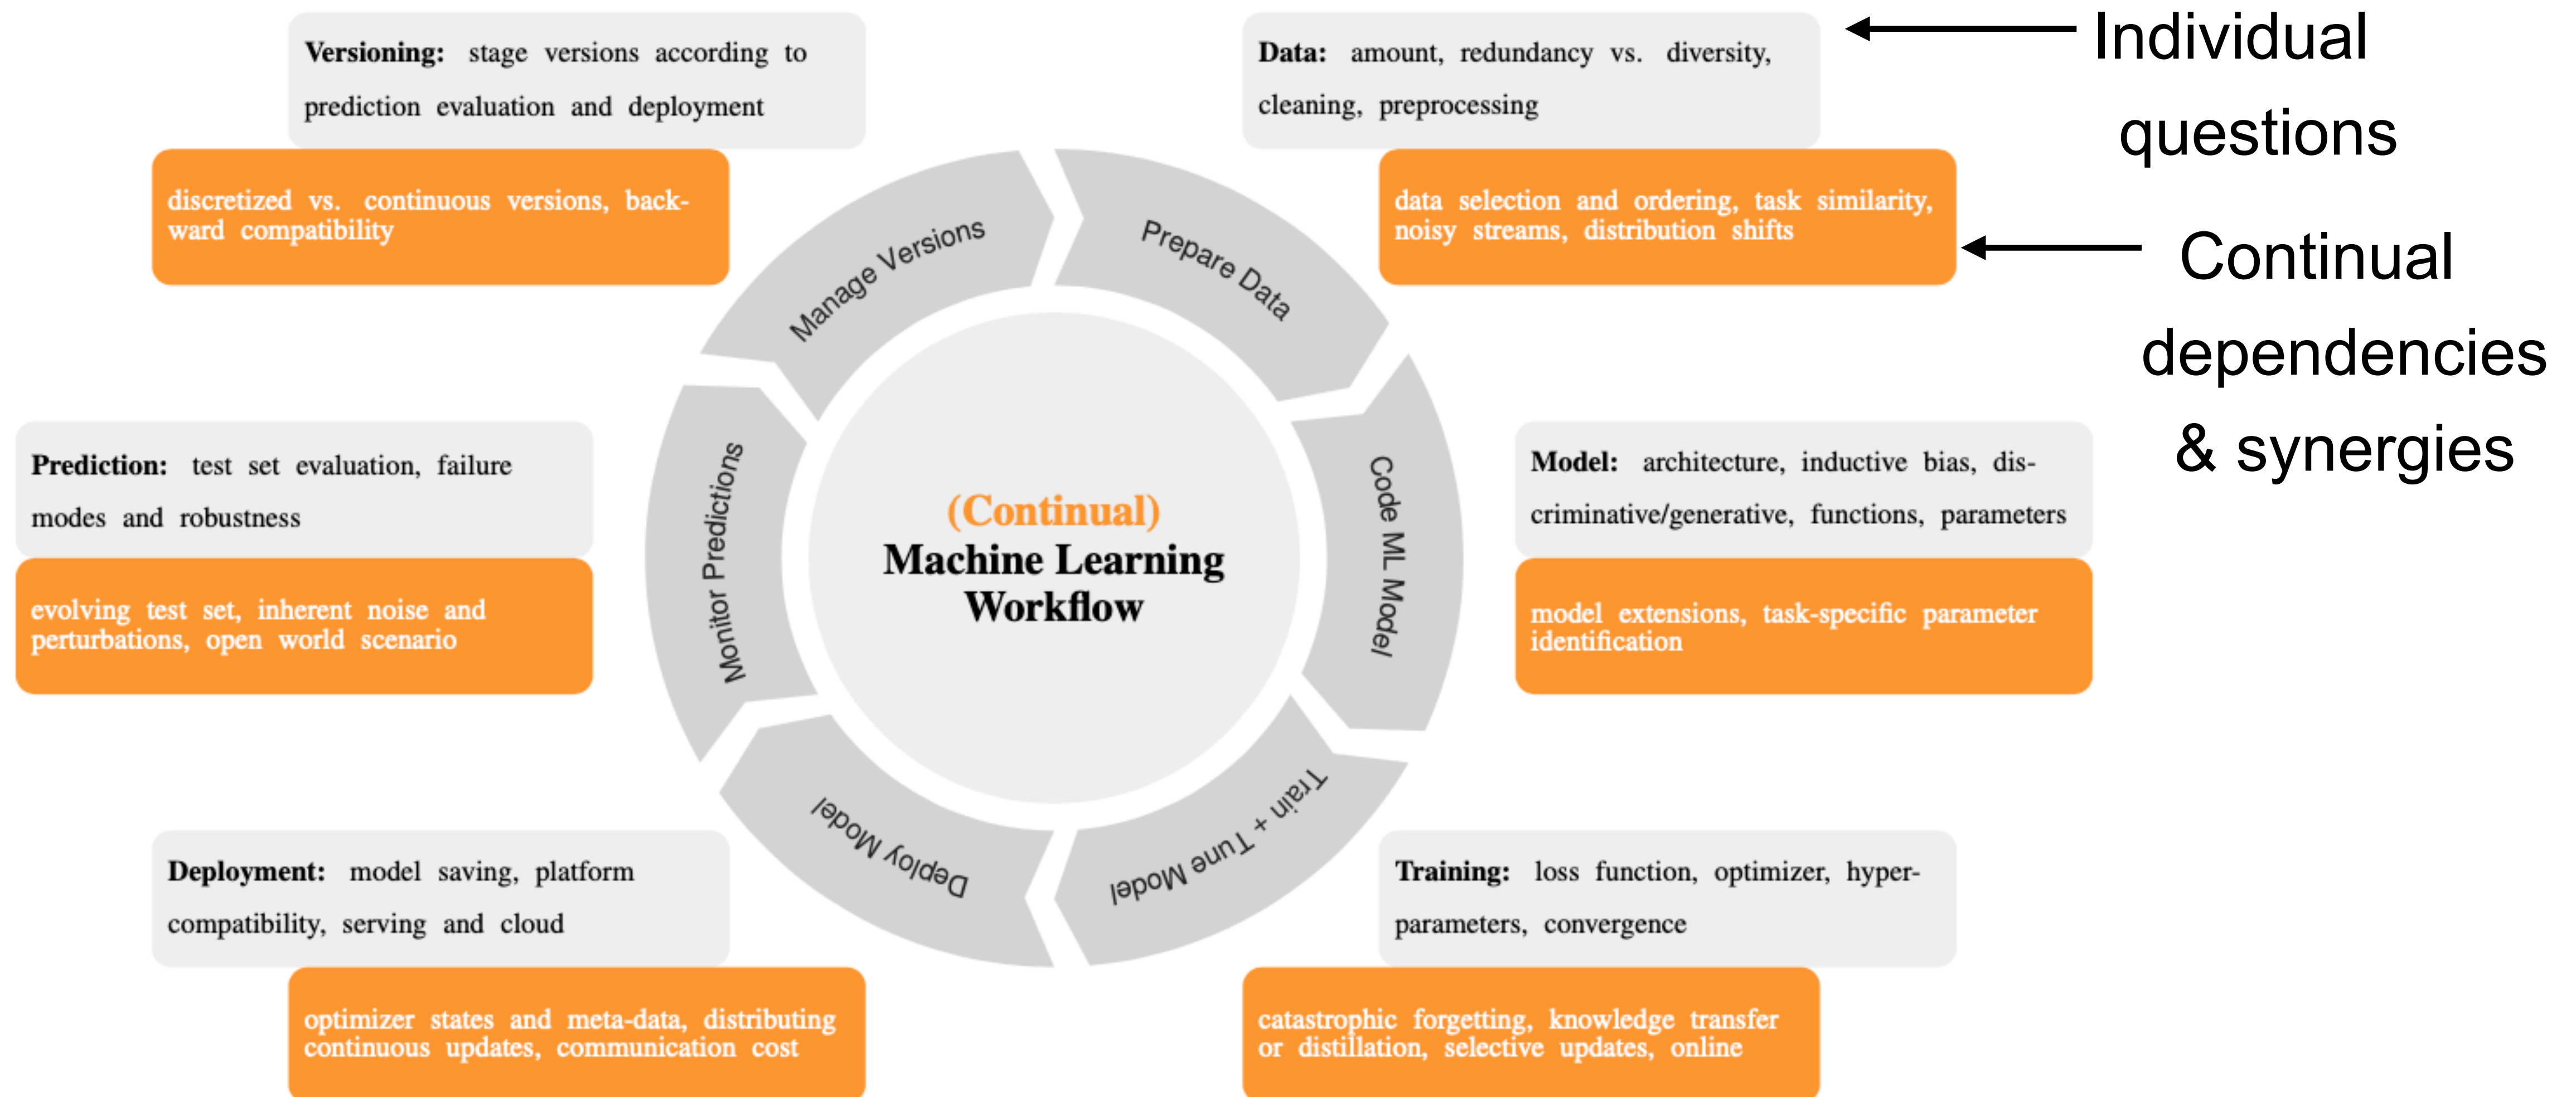 Versioning: stage versions according to
prediction evaluation and deployment
discretized vs. continuous versions, back-
ward compatibility
Data: amount, redundancy vs. diversity,
cleaning, preprocessing
data selection and ordering, task similarity,
noisy streams, distribution shifts
Individual
questions
Continual
dependencies
& synergies
Manage Versions
Prepare Data
Code ML Model
Train + Tune Model
Deploy Model
Monitor Predictions
(Continual)
Machine Learning
Workflow
Prediction: test set evaluation, failure
modes and robustness
evolving test set, inherent noise and
perturbations, open world scenario
Model: architecture, inductive bias, dis-
criminative/generative, functions, parameters
model extensions, task-specific parameter
identification
Deployment: model saving, platform
compatibility, serving and cloud
optimizer states and meta-data, distributing
continuous updates, communication cost
Training: loss function, optimizer, hyper-
parameters, convergence
catastrophic forgetting, knowledge transfer
or distillation, selective updates, online